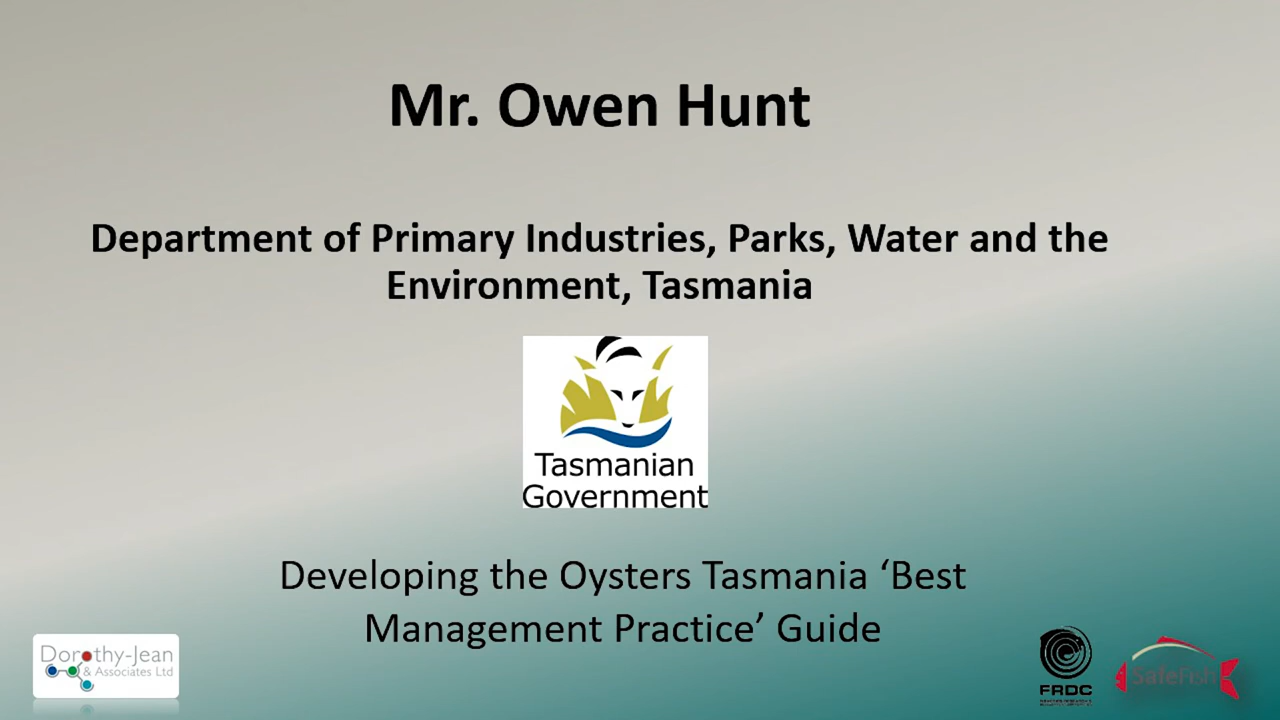 Mr. Owen Hunt
Department of Primary Industries, Parks, Water and the
Environment, Tasmania
Tasmanian
Government
Developing the Oysters Tasmania ‘Best
Management Practice’ Guide
Dorothy-Jean
& Associates Ltd
FRDC
SafeFish